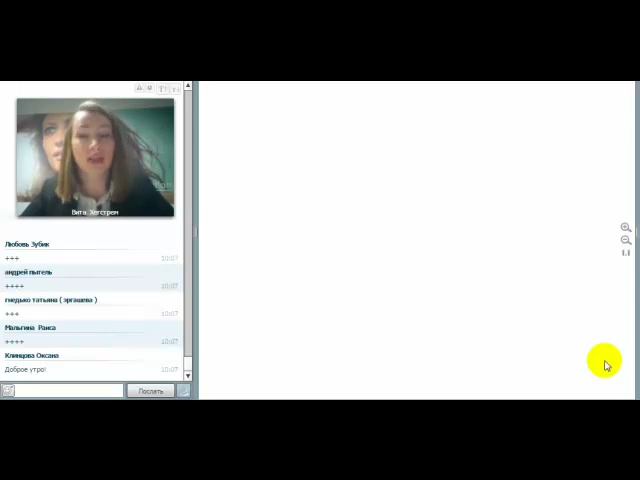 Вита Хегстрем
Любовь Зубик
+++ 10:07
андрей пытель
++++ 10:07
гнедько татьяна ( эргашева )
+++ 10:07
Мальгина Раиса
++++ 10:07
Клинцова Оксана
Доброе утро! 10:07
Послать